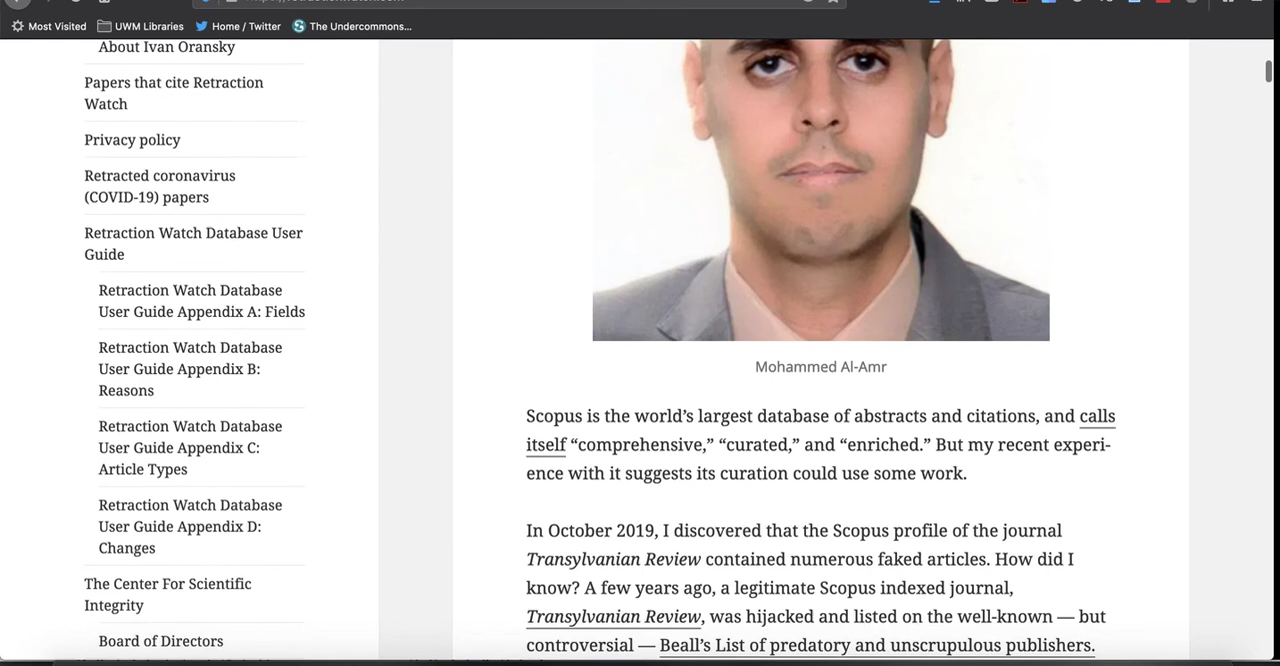 Most Visited
UWM Libraries
Home / Twitter
The Undercommons...
About Ivan Oransky
Papers that cite Retraction
Watch
Privacy policy
Retracted coronavirus
(COVID-19) papers
Retraction Watch Database User
Guide
Retraction Watch Database
User Guide Appendix A: Fields
Retraction Watch Database
User Guide Appendix B:
Reasons
Retraction Watch Database
User Guide Appendix C:
Article Types
Retraction Watch Database
User Guide Appendix D:
Changes
The Center For Scientific
Integrity
Board of Directors
Mohammed Al-Amr
Scopus is the world’s largest database of abstracts and citations, and calls
itself “comprehensive,” “curated,” and “enriched.” But my recent experi-
ence with it suggests its curation could use some work.
In October 2019, I discovered that the Scopus profile of the journal
Transylvanian Review contained numerous faked articles. How did I
know? A few years ago, a legitimate Scopus indexed journal,
Transylvanian Review, was hijacked and listed on the well-known — but
controversial — Beall’s List of predatory and unscrupulous publishers.